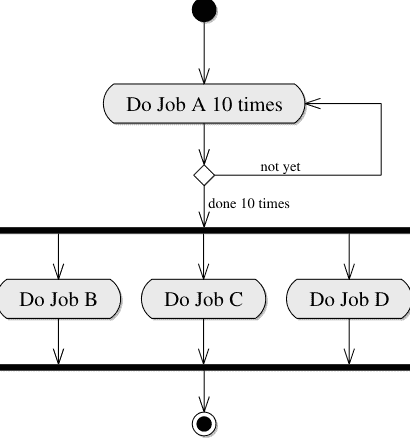 Do Job A 10 times
not yet
done 10 times
Do Job B
Do Job C
Do Job D